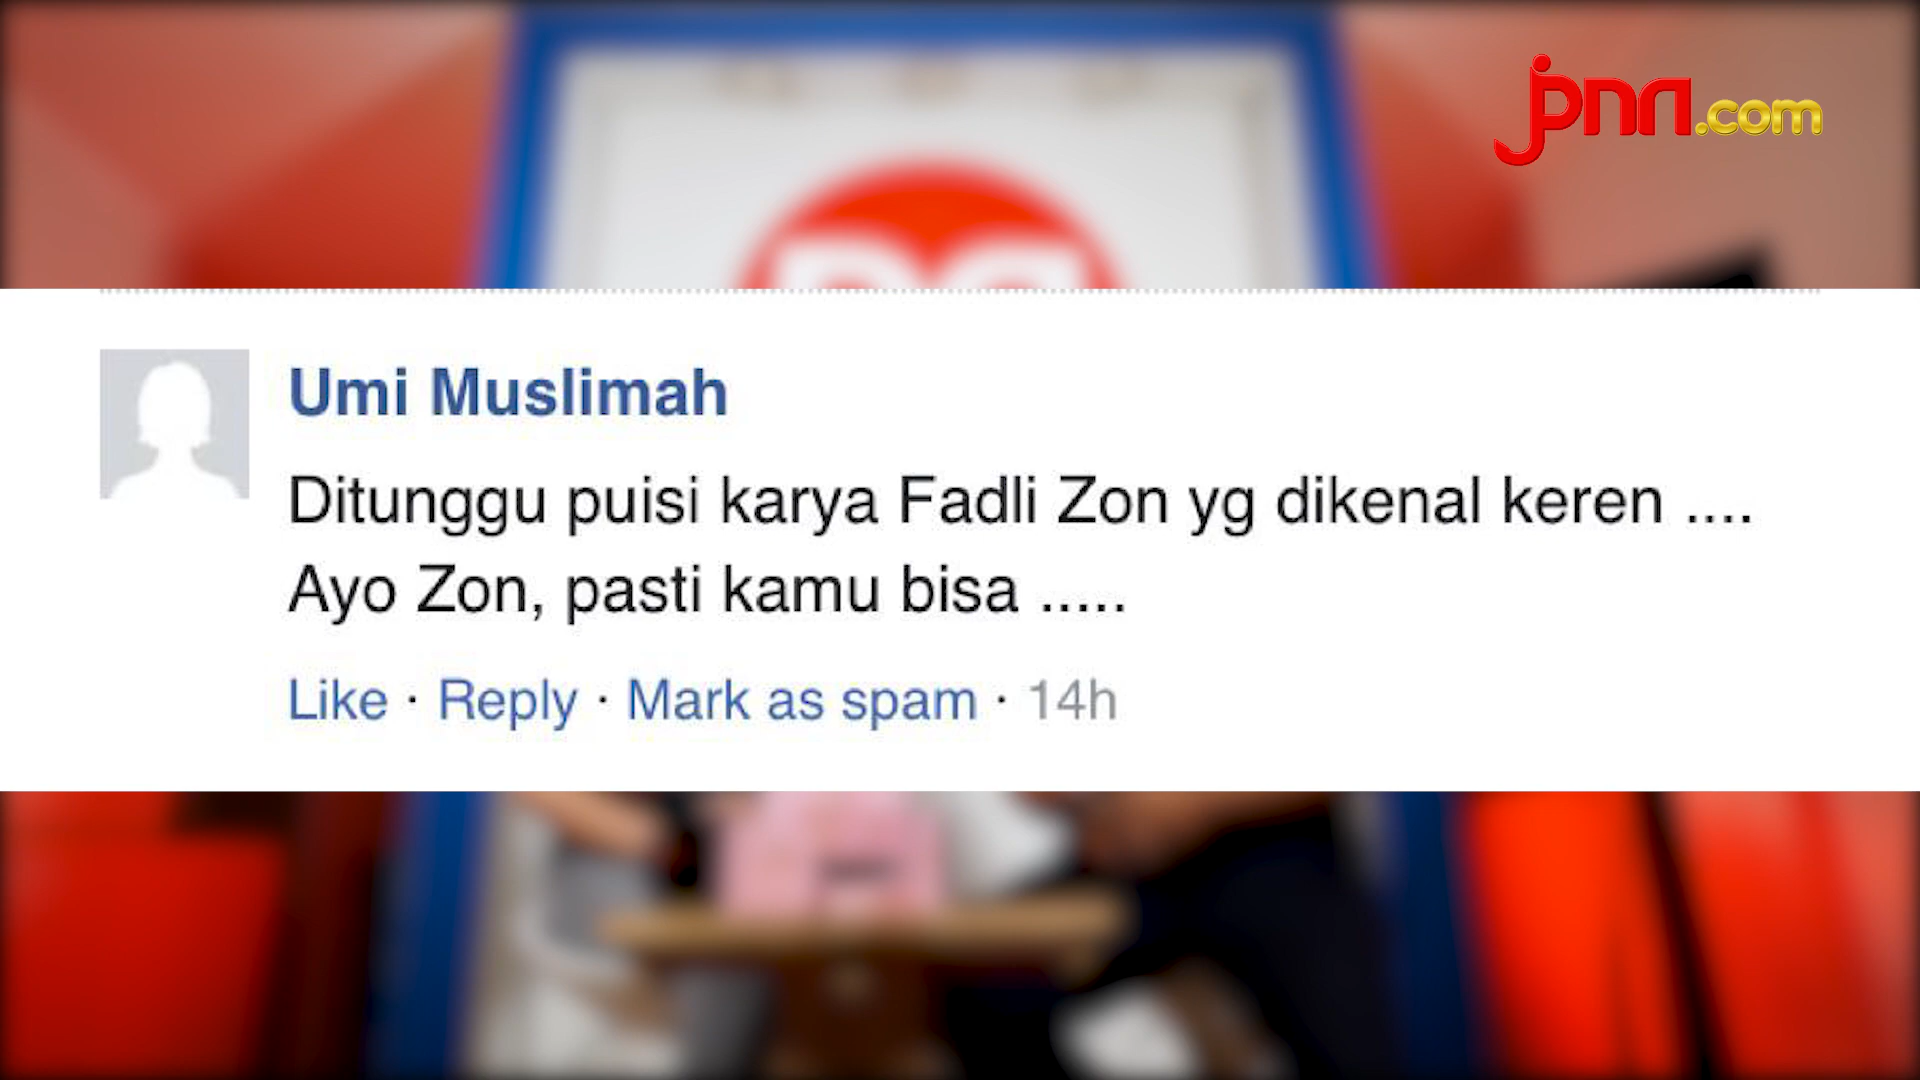 jpnn.com
Umi Muslimah
Ditunggu puisi karya Fadli Zon yg dikenal keren ....
Ayo Zon, pasti kamu bisa .....
Like · Reply · Mark as spam · 14h